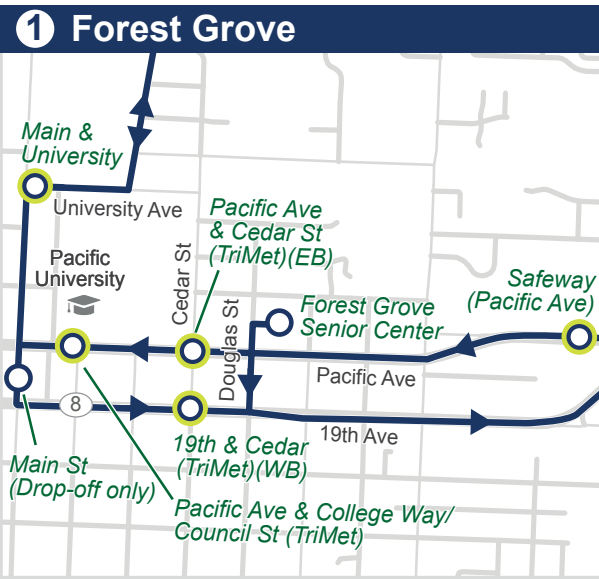 1 Forest Grove
Main &
University
University Ave
Pacific Ave
& Cedar St
(TriMet)(EB)
Pacific
University
Cedar St
Douglas St
Forest Grove
Senior Center
Safeway
(Pacific Ave)
Pacific Ave
8
19th Ave
19th & Cedar
(TriMet)(WB)
Main St
(Drop-off only)
Pacific Ave & College Way/
Council St (TriMet)